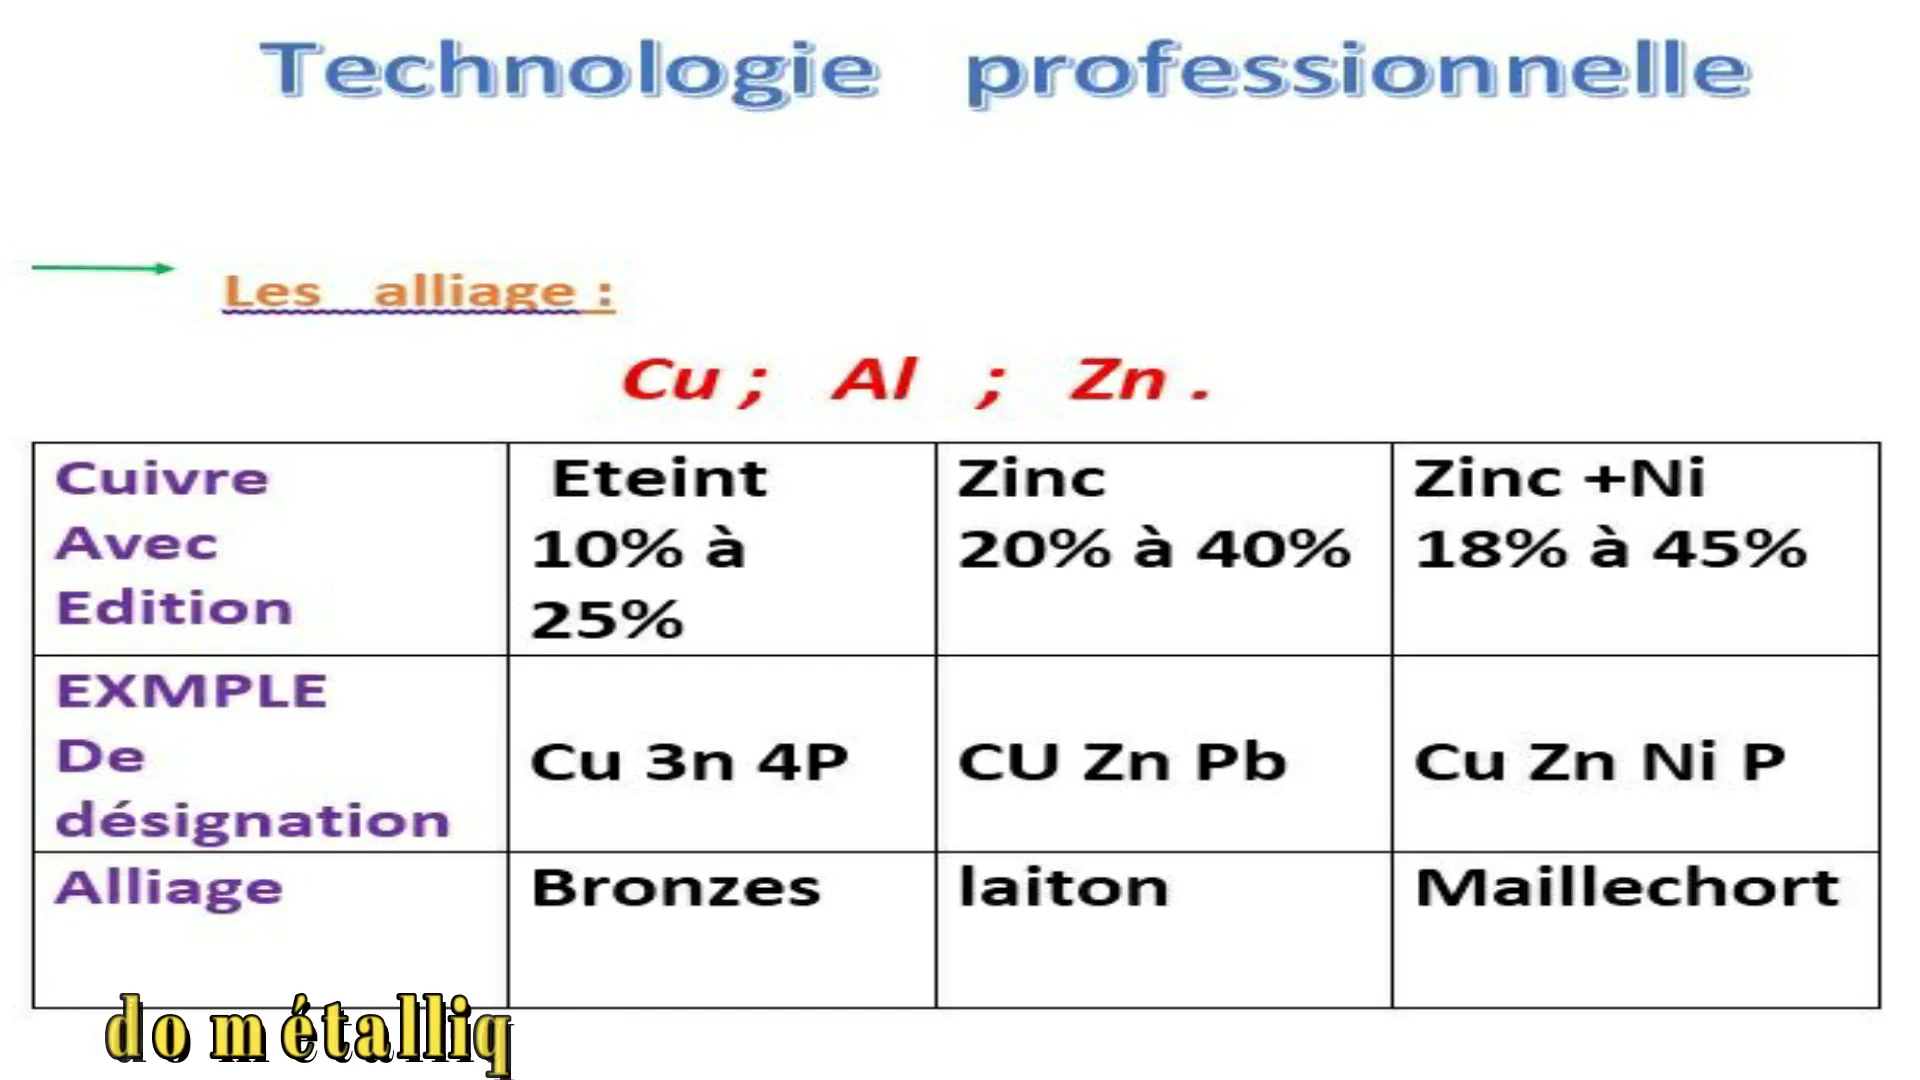 Technologie professionnelle
Les alliage :
Cu ; Al ; Zn .
Cuivre
Avec
Edition
Eteint
10% à
25%
Zinc
20% à 40%
Zinc +Ni
18% à 45%
EXMPLE
De
désignation
Cu 3n 4P
CU Zn Pb
Cu Zn Ni P
Alliage
Bronzes
laiton
Maillechort
do métalliq